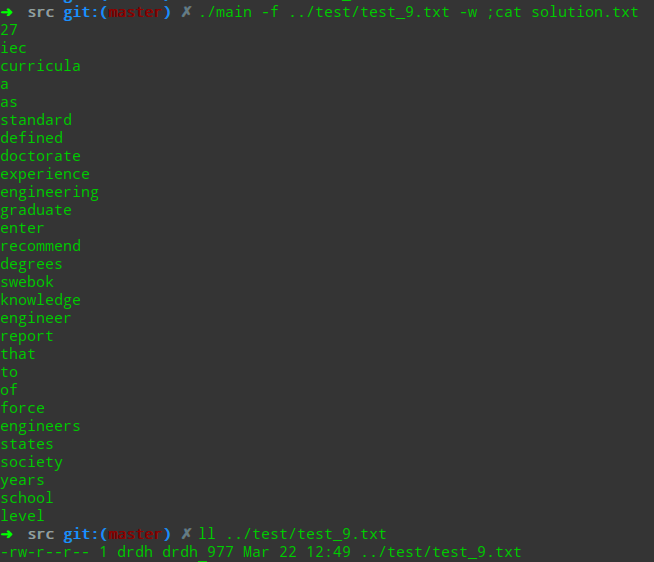 ➜ src git:(master) ✗ ./main -f ../test/test_9.txt -w ;cat solution.txt
27
iec
curricula
a
as
standard
defined
doctorate
experience
engineering
graduate
enter
recommend
degrees
swebok
knowledge
engineer
report
that
to
of
force
engineers
states
society
years
school
level
➜ src git:(master) ✗ ll ../test/test_9.txt
-rw-r--r-- 1 drdh drdh 977 Mar 22 12:49 ../test/test_9.txt